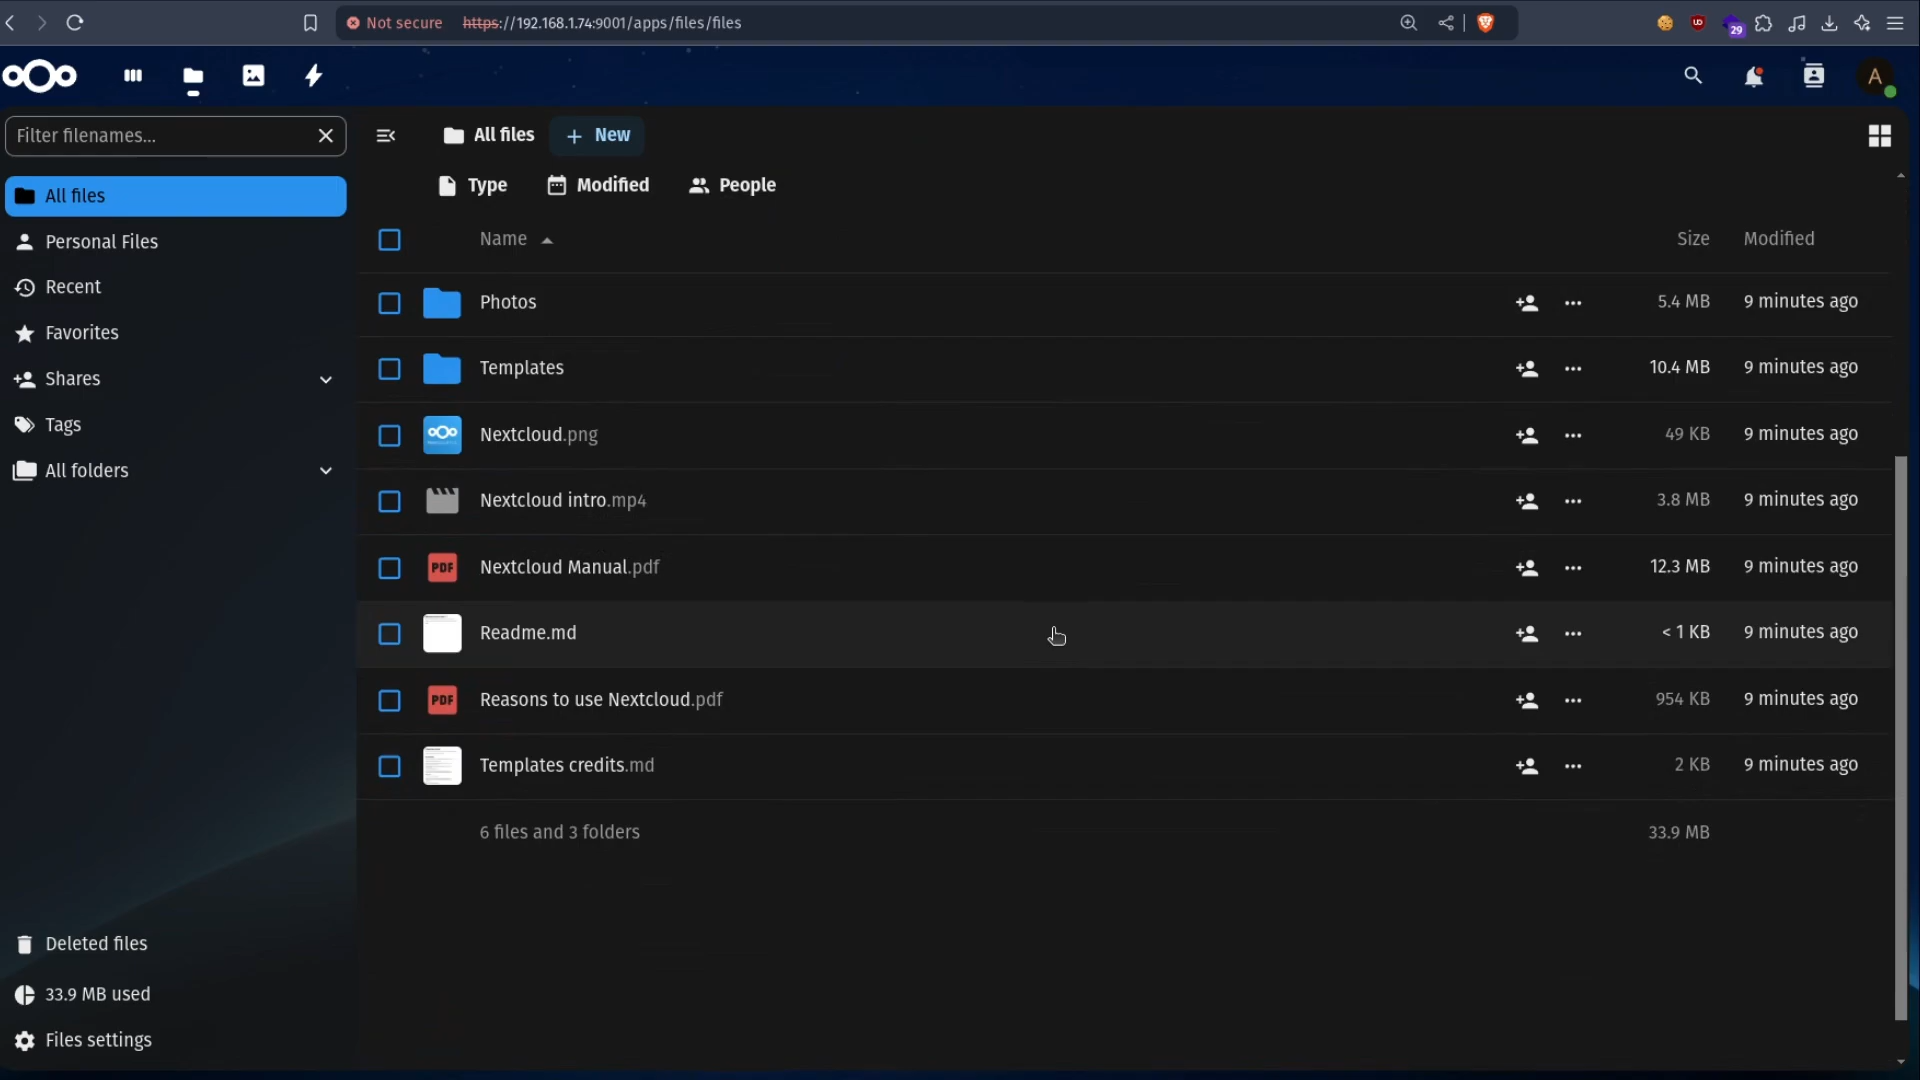 Not secure https://192.168.1.74:9001/apps/files/files
UD
29
A
Filter filenames...
All files
New
Type
Modified
People
All files
Personal Files
Recent
Favorites
Shares
Tags
All folders
Name
Size
Modified
Photos
5.4 MB
9 minutes ago
Templates
10.4 MB
9 minutes ago
Nextcloud.png
49 KB
9 minutes ago
Nextcloud intro.mp4
3.8 MB
9 minutes ago
PDF
Nextcloud Manual.pdf
12.3 MB
9 minutes ago
Readme.md
< 1 KB
9 minutes ago
PDF
Reasons to use Nextcloud.pdf
954 KB
9 minutes ago
Templates credits.md
2 KB
9 minutes ago
6 files and 3 folders
33.9 MB
Deleted files
33.9 MB used
Files settings